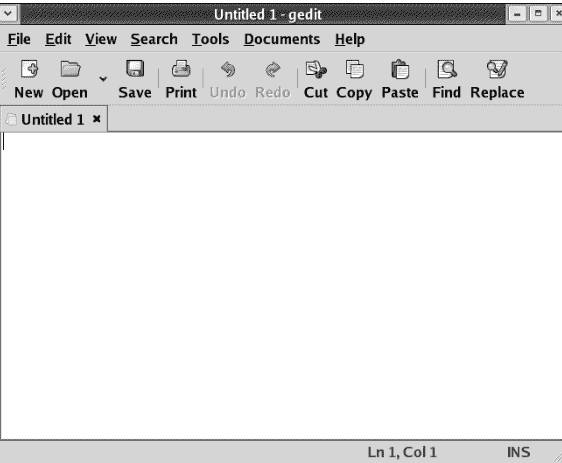 Untitled 1 - gedit
File Edit View Search Tools Documents Help
New Open Save Print Undo Redo Cut Copy Paste Find Replace
Untitled 1
Ln 1, Col 1 INS